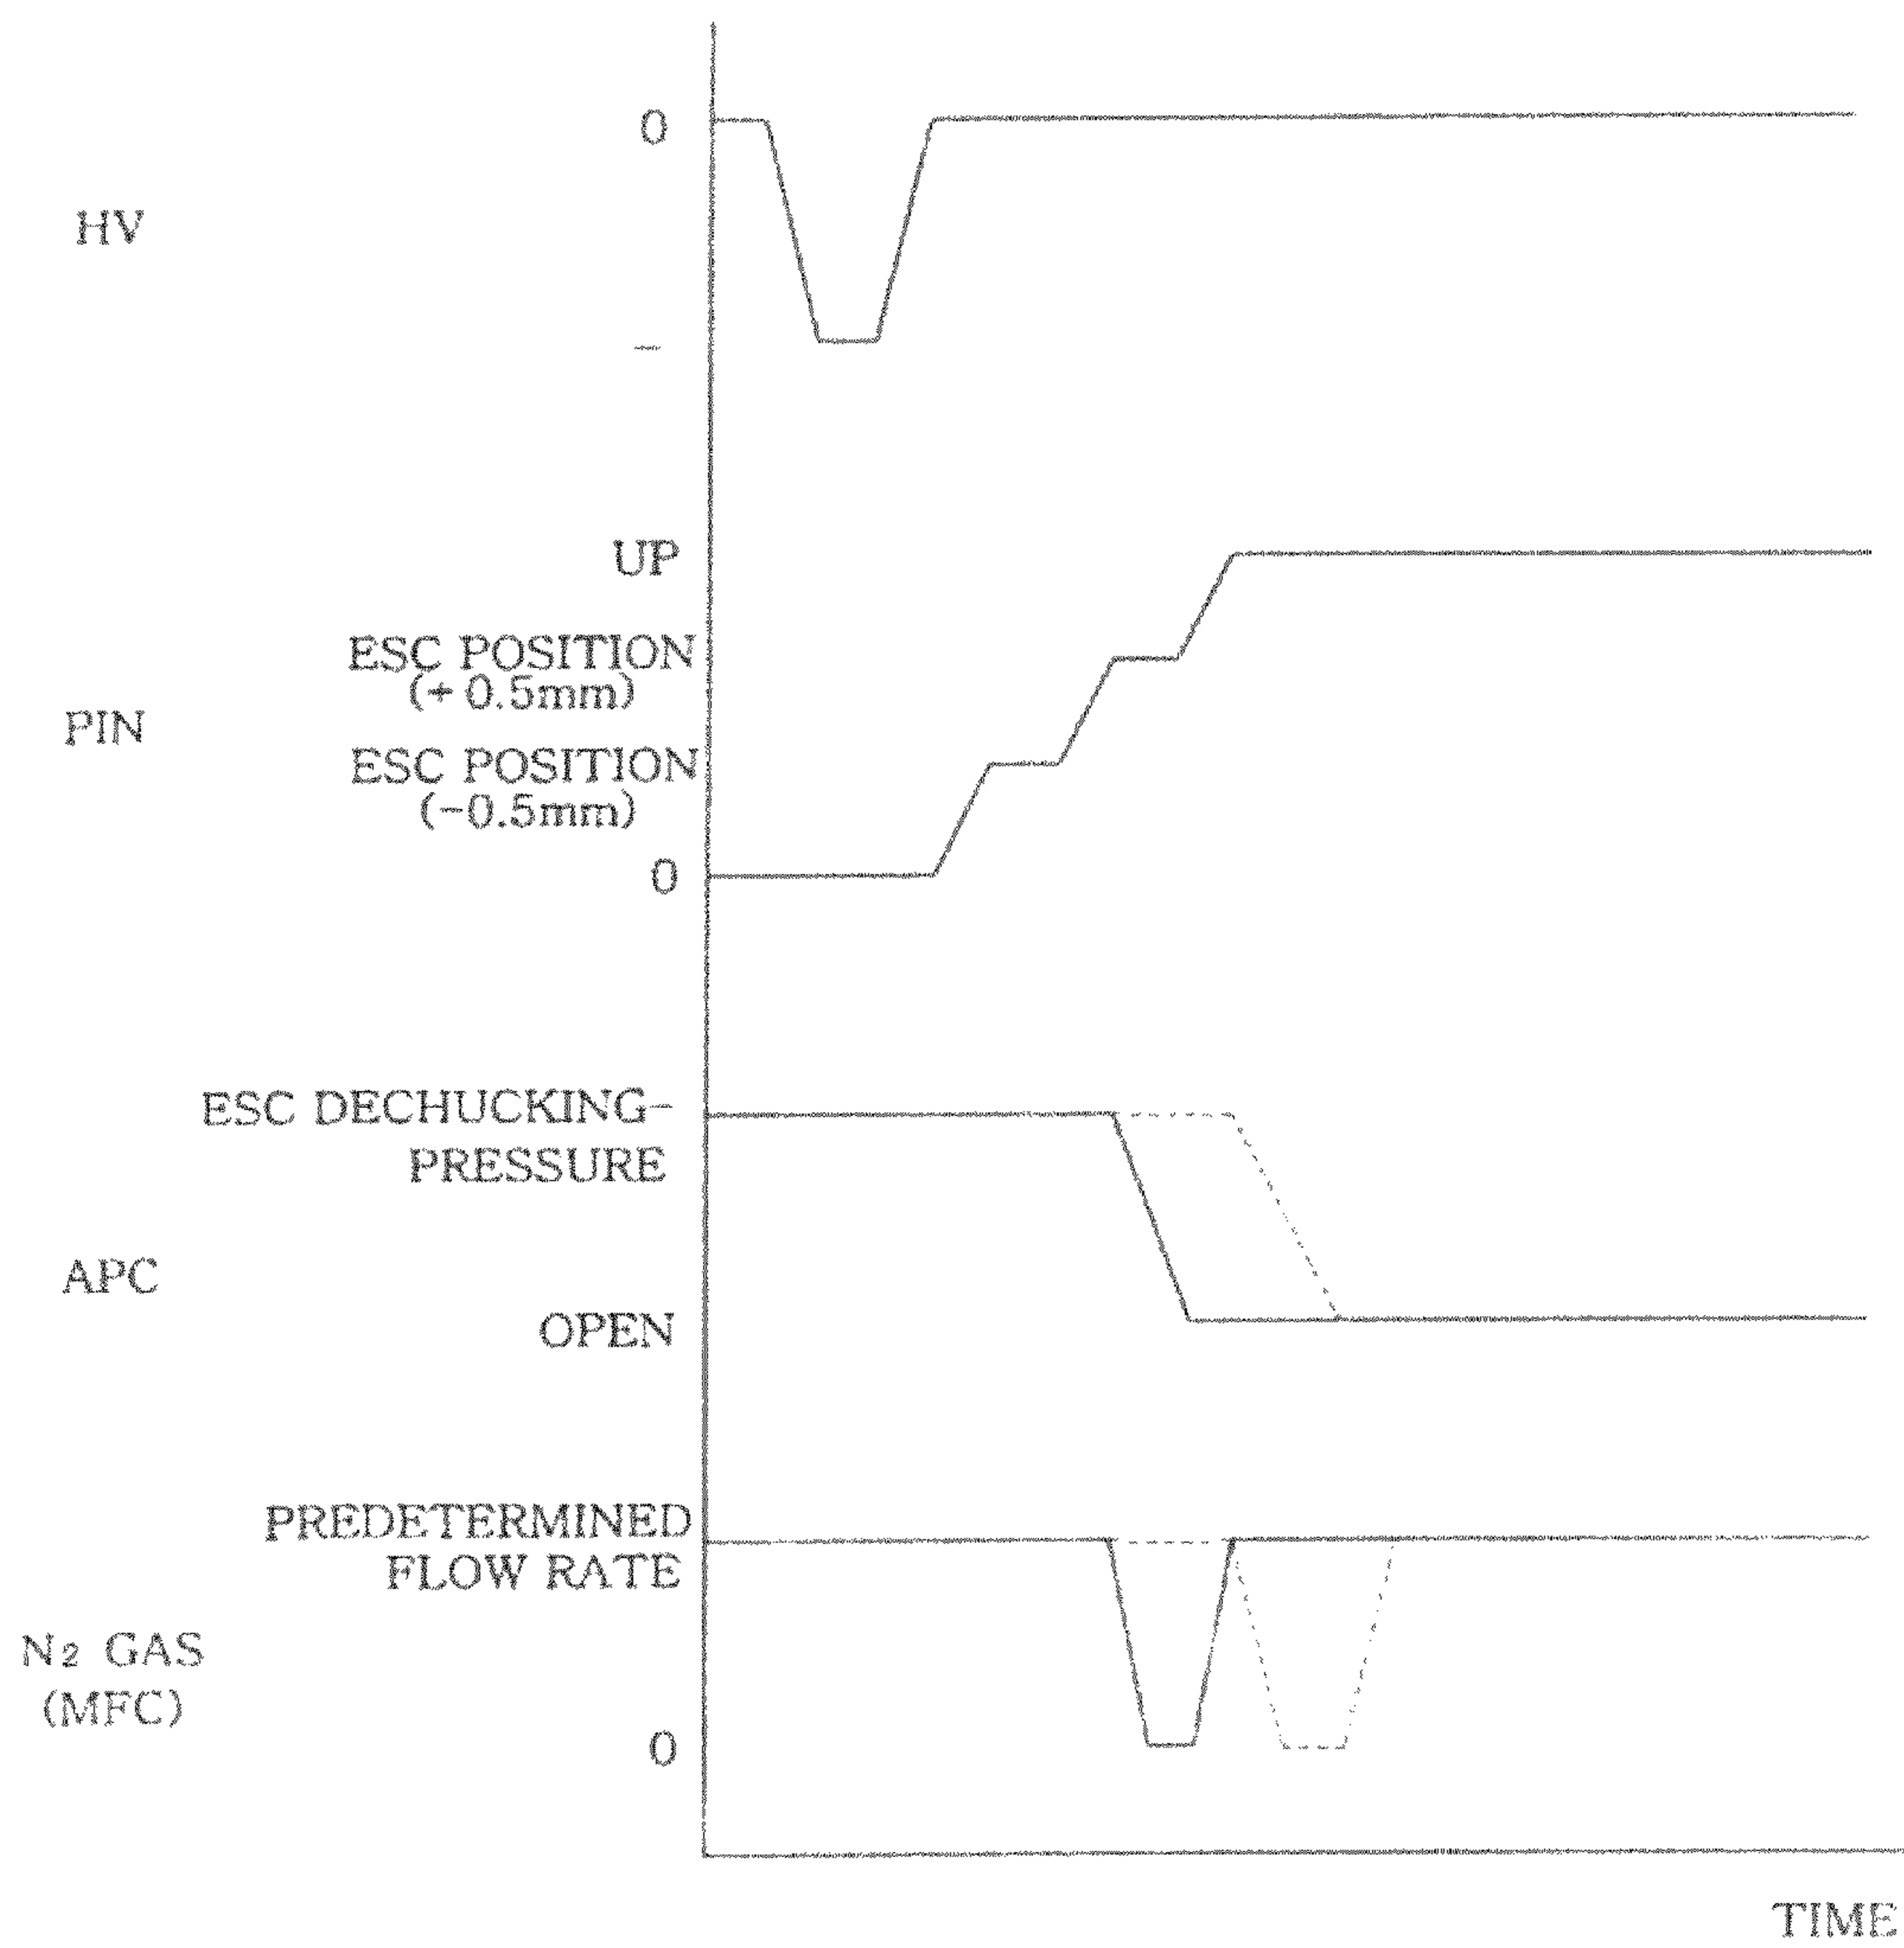 0
HV
–
UP
ESC POSITION
(+0.5mm)
PIN
ESC POSITION
(-0.5mm)
0
ESC DECHUCKING
PRESSURE
APC
OPEN
PREDETERMINED
FLOW RATE
N2 GAS
(MFC)
0
TIME